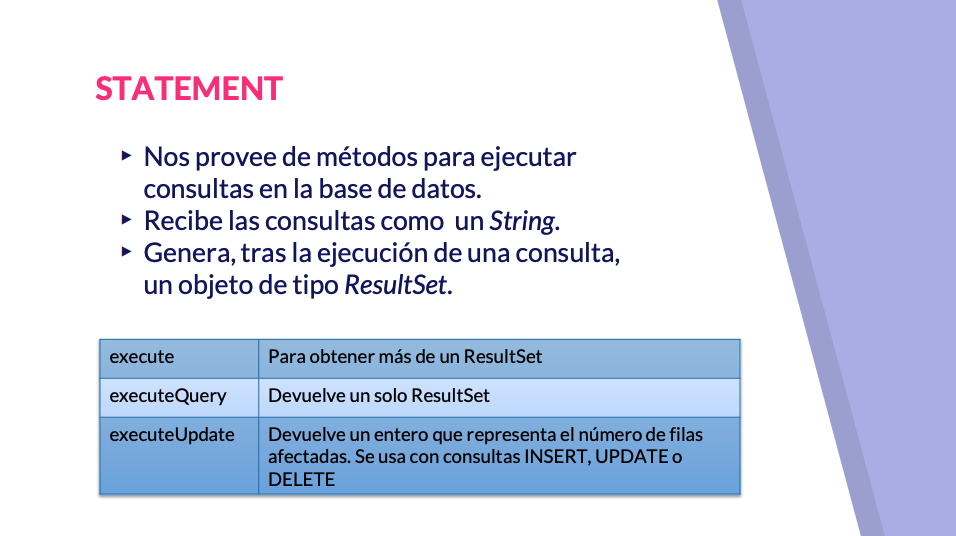 STATEMENT
Nos provee de métodos para ejecutar
consultas en la base de datos.
Recibe las consultas como  un String.
Genera, tras la ejecución de una consulta,
un objeto de tipo ResultSet.
execute
Para obtener más de un ResultSet
executeQuery
Devuelve un solo ResultSet
executeUpdate
Devuelve un entero que representa el número de filas
afectadas. Se usa con consultas INSERT, UPDATE o
DELETE